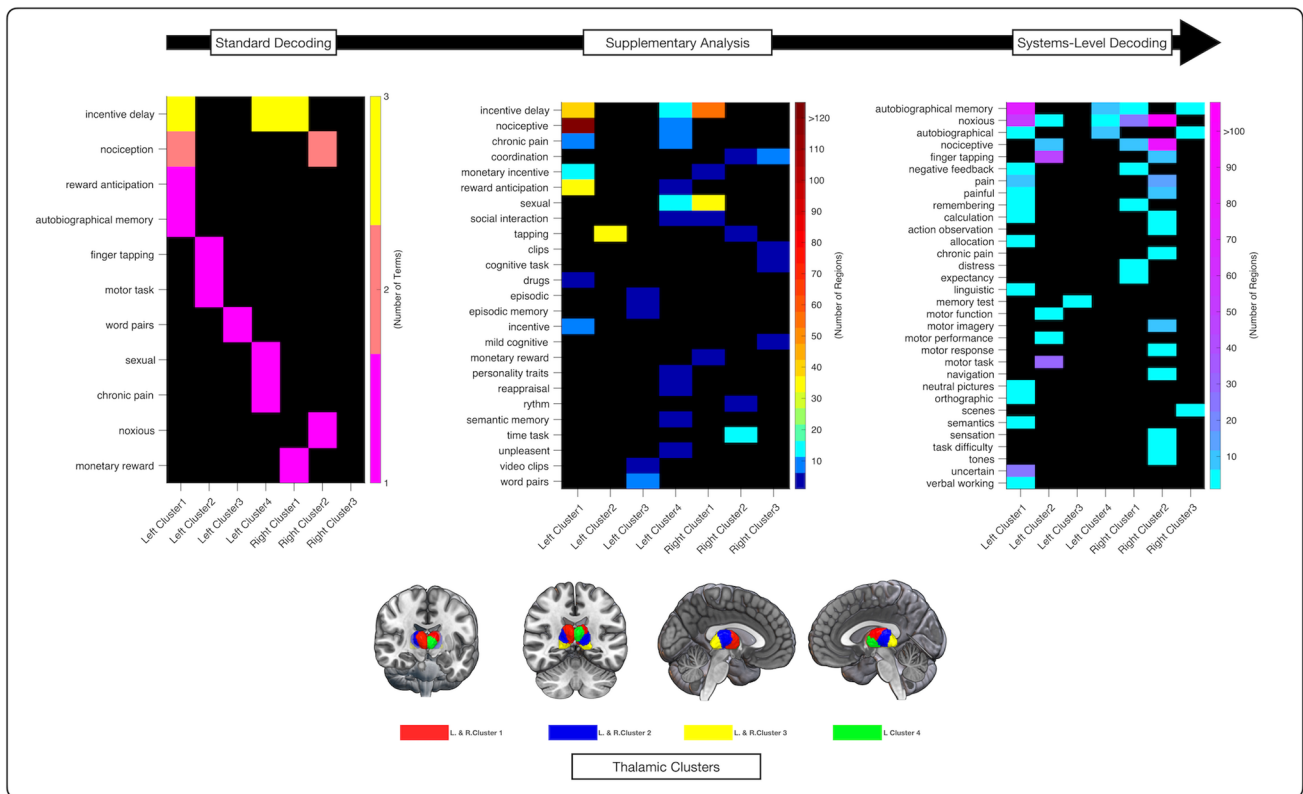 Standard Decoding
Supplementary Analysis
Systems-Level Decoding
incentive delay
nociception
reward anticipation
autobiographical memory
finger tapping
motor task
word pairs
sexual
chronic pain
noxious
monetary reward
3
2
1
(Number of Terms)
Left Cluster1
Left Cluster2
Left Cluster3
Left Cluster4
Right Cluster1
Right Cluster2
Right Cluster3
incentive delay
nociceptive
chronic pain
coordination
monetary incentive
reward anticipation
sexual
social interaction
tapping
clips
cognitive task
drugs
episodic
episodic memory
incentive
mild cognitive
monetary reward
personality traits
reappraisal
rythm
semantic memory
time task
unpleasent
video clips
word pairs
>120
110
100
90
80
70
60
50
40
30
20
10
(Number of Regions)
Left Cluster1
Left Cluster2
Left Cluster3
Left Cluster4
Right Cluster1
Right Cluster2
Right Cluster3
autobiographical memory
noxious
autobiographical
nociceptive
finger tapping
negative feedback
pain
painful
remembering
calculation
action observation
allocation
chronic pain
distress
expectancy
linguistic
memory test
motor function
motor imagery
motor performance
motor response
motor task
navigation
neutral pictures
orthographic
scenes
semantics
sensation
task difficulty
tones
uncertain
verbal working
>100
90
80
70
60
50
40
30
20
10
(Number of Regions)
Left Cluster1
Left Cluster2
Left Cluster3
Left Cluster4
Right Cluster1
Right Cluster2
Right Cluster3
L. & R.Cluster 1
L. & R.Cluster 2
L. & R.Cluster 3
L Cluster 4
Thalamic Clusters